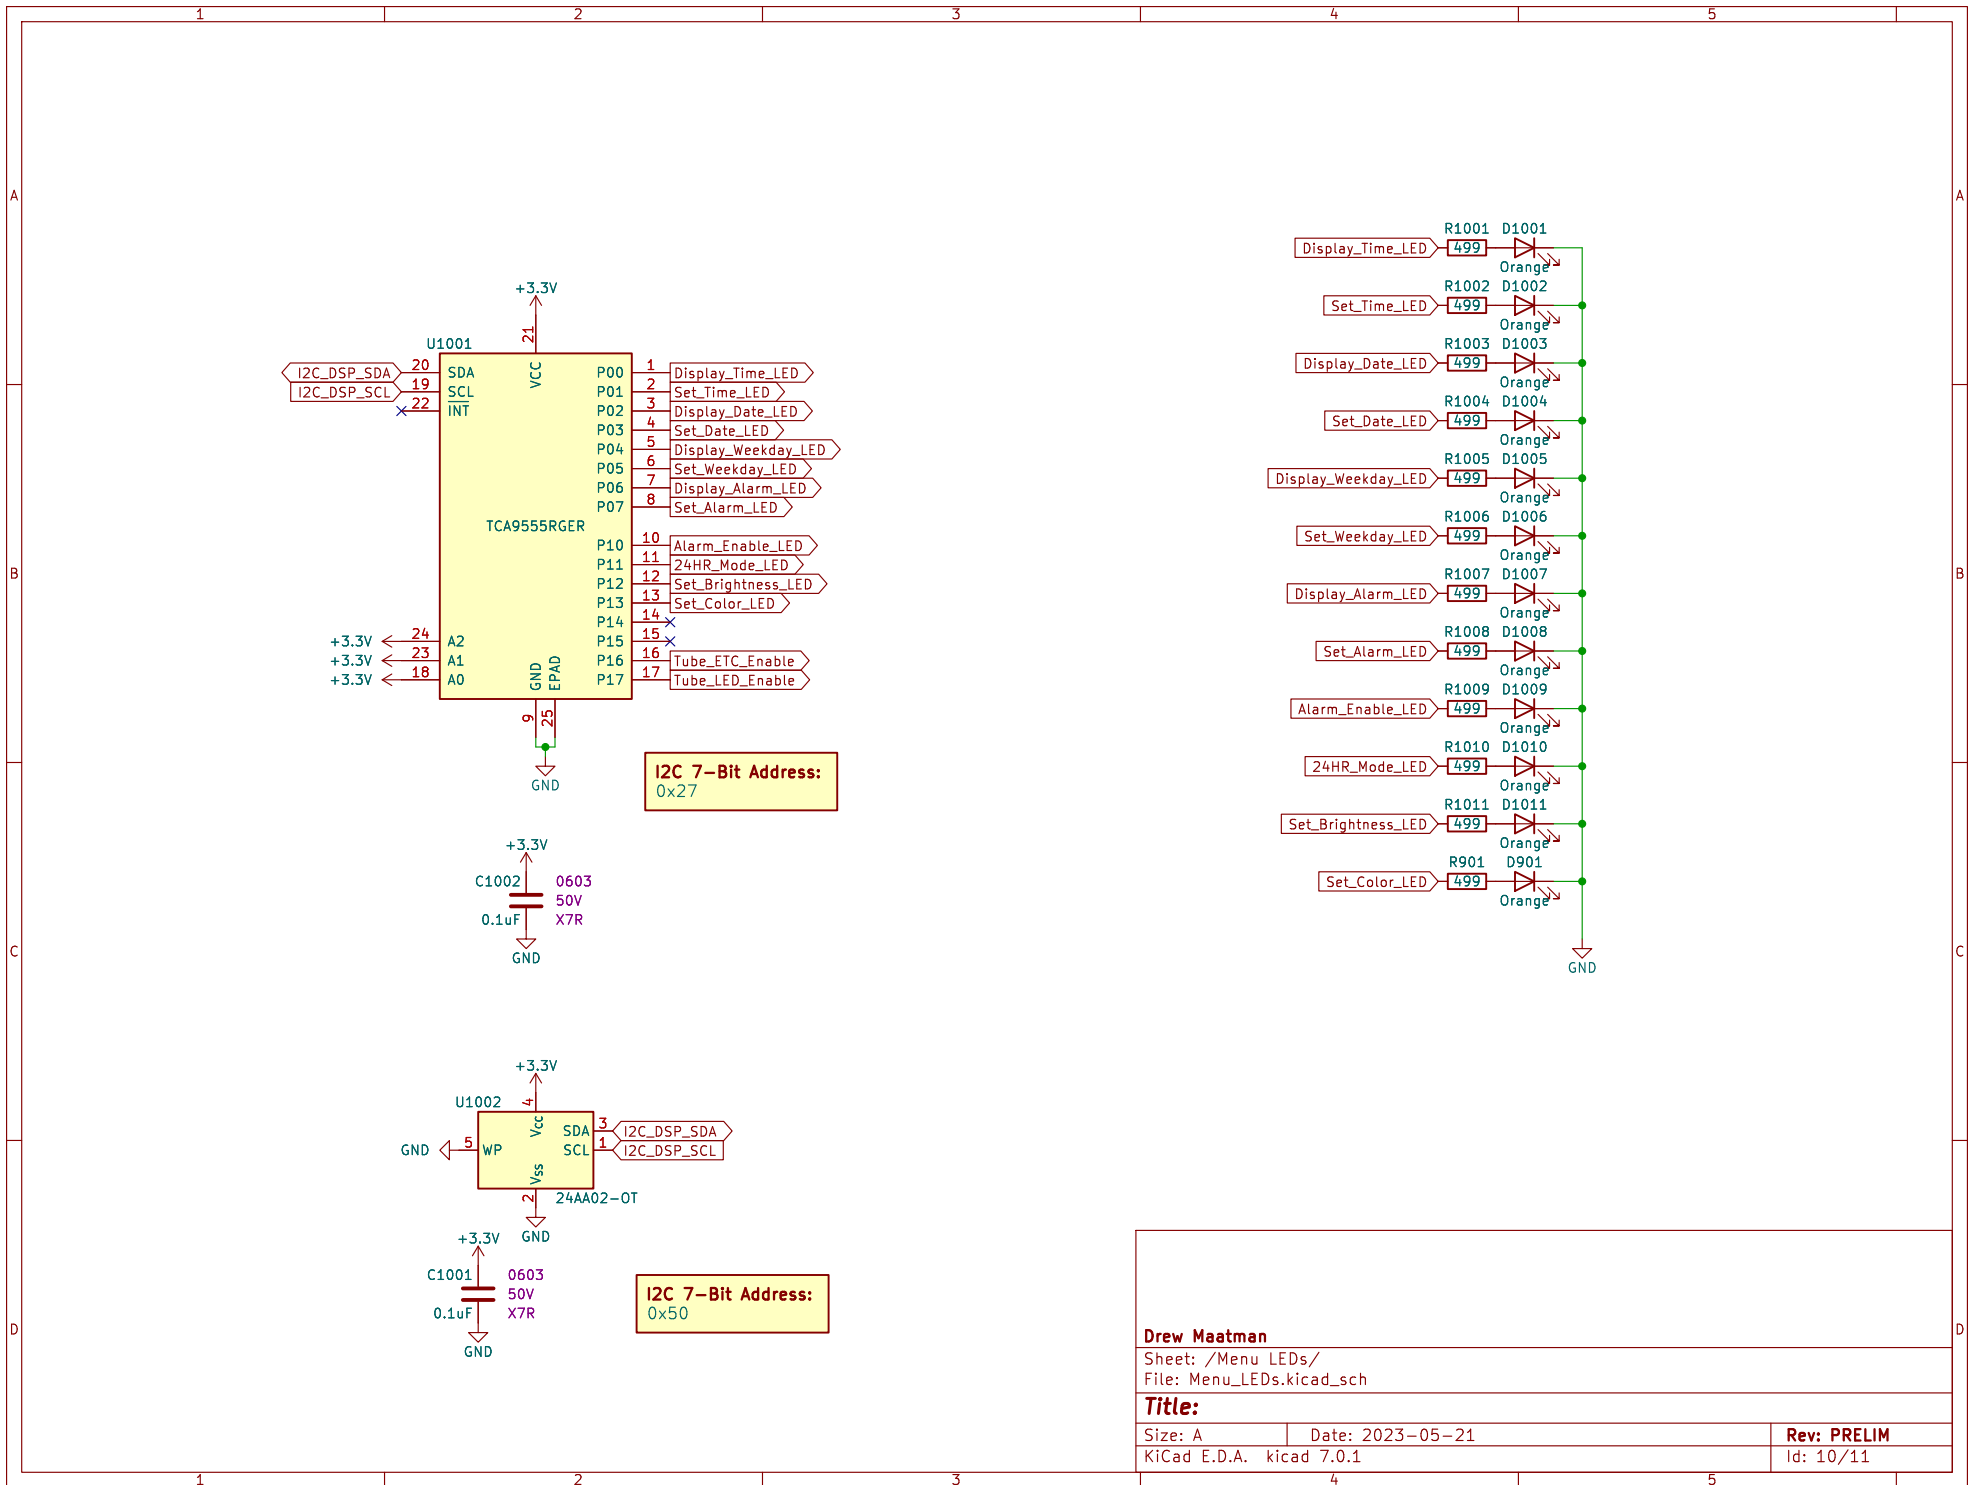 1 2 3 4 5
A A
B B
C C
D D
+3.3V
21
U1001
VCC
I2C_DSP_SDA 20 SDA
I2C_DSP_SCL 19 SCL
22 INT
P00 1 Display_Time_LED
P01 2 Set_Time_LED
P02 3 Display_Date_LED
P03 4 Set_Date_LED
P04 5 Display_Weekday_LED
P05 6 Set_Weekday_LED
P06 7 Display_Alarm_LED
P07 8 Set_Alarm_LED
TCA9555RGER
P10 10 Alarm_Enable_LED
P11 11 24HR_Mode_LED
P12 12 Set_Brightness_LED
P13 13 Set_Color_LED
P14 14
P15 15
P16 16 Tube_ETC_Enable
P17 17 Tube_LED_Enable
+3.3V 24 A2
+3.3V 23 A1
+3.3V 18 A0
GND EPAD
9 25
GND
I2C 7-Bit Address:
0x27
+3.3V
C1002 0603
50V
0.1uF X7R
GND
+3.3V
U1002 4
Vcc
SDA 3 I2C_DSP_SDA
GND 5 WP SCL 1 I2C_DSP_SCL
Vss
2 24AA02-OT
GND
+3.3V
C1001 0603
50V
0.1uF X7R
GND
I2C 7-Bit Address:
0x50
R1001 D1001
Display_Time_LED 499
Orange
R1002 D1002
Set_Time_LED 499
Orange
R1003 D1003
Display_Date_LED 499
Orange
R1004 D1004
Set_Date_LED 499
Orange
R1005 D1005
Display_Weekday_LED 499
Orange
R1006 D1006
Set_Weekday_LED 499
Orange
R1007 D1007
Display_Alarm_LED 499
Orange
R1008 D1008
Set_Alarm_LED 499
Orange
R1009 D1009
Alarm_Enable_LED 499
Orange
R1010 D1010
24HR_Mode_LED 499
Orange
R1011 D1011
Set_Brightness_LED 499
Orange
R901 D901
Set_Color_LED 499
Orange
GND
Drew Maatman
Sheet: /Menu LEDs/
File: Menu_LEDs.kicad_sch
Title:
Size: A Date: 2023-05-21 Rev: PRELIM
KiCad E.D.A. kicad 7.0.1 Id: 10/11
1 2 3 4 5